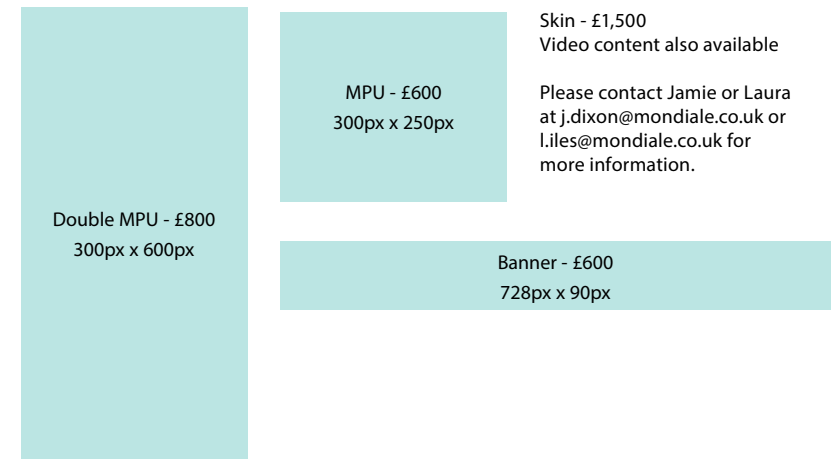 Double MPU - £800
300px x 600px
MPU - £600
300px x 250px
Skin - £1,500
Video content also available
Please contact Jamie or Laura
at j.dixon@mondiale.co.uk or
l.iles@mondiale.co.uk for
more information.
Banner - £600
728px x 90px